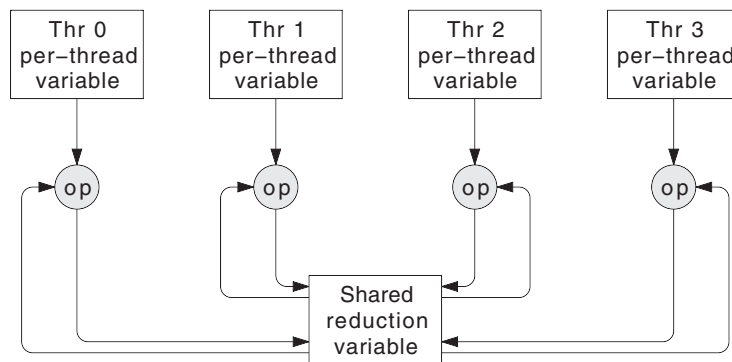 Thr 0
per–thread
variable
Thr 1
per–thread
variable
Thr 2
per–thread
variable
Thr 3
per–thread
variable
op
op
op
op
Shared
reduction
variable